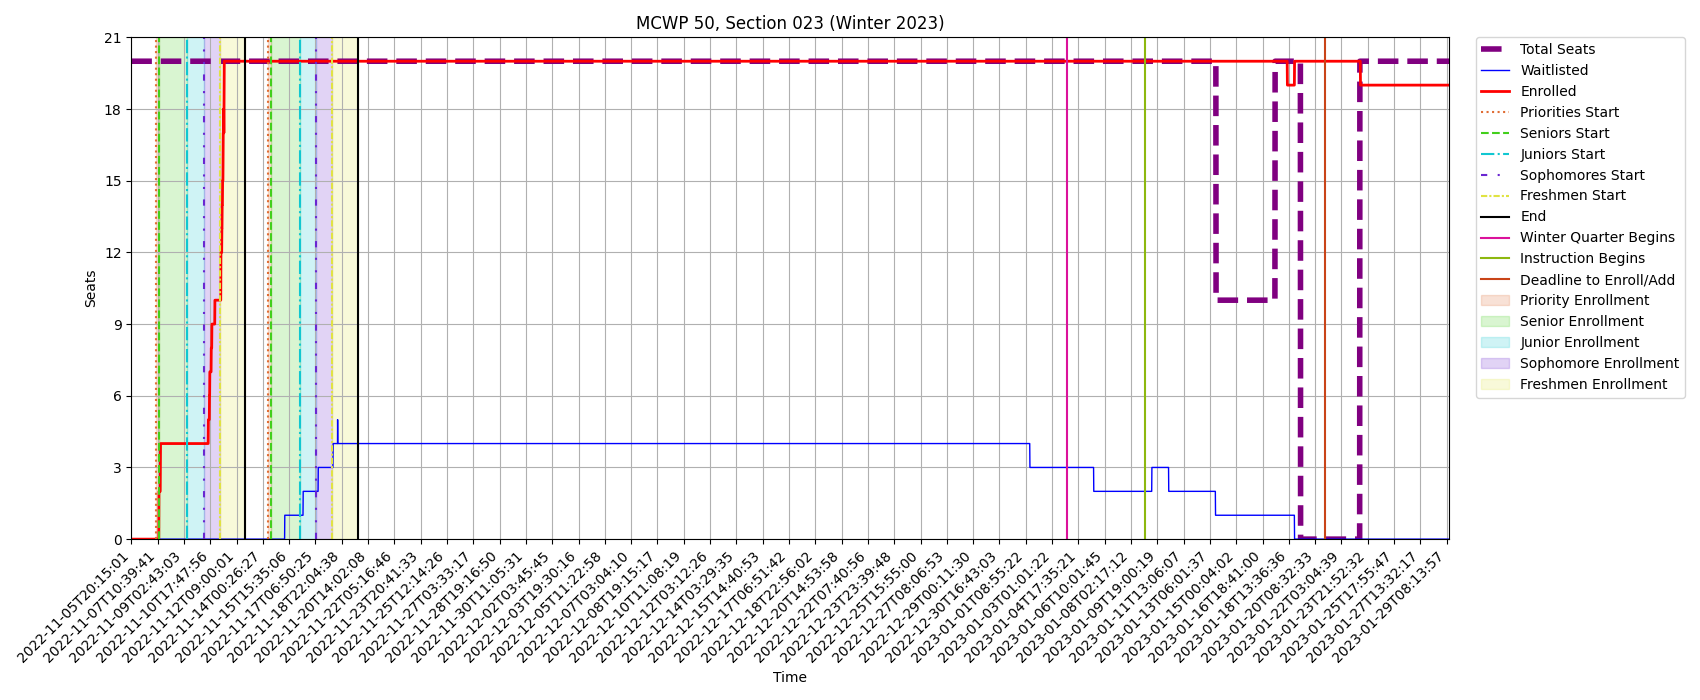 MCWP 50, Section 023 (Winter 2023)
21
18
15
12
9
6
3
0
Seats
2022-11-05T20:15:01
2022-11-07T10:39:41
2022-11-09T02:43:03
2022-11-10T17:47:56
2022-11-12T09:00:01
2022-11-14T00:26:27
2022-11-15T15:35:06
2022-11-17T06:50:25
2022-11-18T22:04:38
2022-11-20T14:02:08
2022-11-22T05:16:46
2022-11-23T20:41:33
2022-11-25T12:14:26
2022-11-27T03:33:17
2022-11-28T19:16:50
2022-11-30T11:05:31
2022-12-02T03:45:45
2022-12-03T19:30:16
2022-12-05T11:22:58
2022-12-07T03:04:10
2022-12-08T19:15:17
2022-12-10T11:08:19
2022-12-12T03:12:26
2022-12-14T03:29:35
2022-12-15T14:40:53
2022-12-17T06:51:42
2022-12-18T22:56:02
2022-12-20T14:53:58
2022-12-22T07:40:56
2022-12-23T23:39:48
2022-12-25T15:55:00
2022-12-27T08:06:53
2022-12-29T00:11:30
2022-12-30T16:43:03
2023-01-01T08:55:22
2023-01-03T01:01:22
2023-01-04T17:35:21
2023-01-06T10:01:45
2023-01-08T02:17:12
2023-01-09T19:00:19
2023-01-11T13:06:07
2023-01-13T06:01:37
2023-01-15T00:04:02
2023-01-16T18:41:00
2023-01-18T13:36:36
2023-01-20T08:32:33
2023-01-22T03:04:39
2023-01-23T21:52:32
2023-01-25T17:55:47
2023-01-27T13:32:17
2023-01-29T08:13:57
Time
Total Seats
Waitlisted
Enrolled
Priorities Start
Seniors Start
Juniors Start
Sophomores Start
Freshmen Start
End
Winter Quarter Begins
Instruction Begins
Deadline to Enroll/Add
Priority Enrollment
Senior Enrollment
Junior Enrollment
Sophomore Enrollment
Freshmen Enrollment